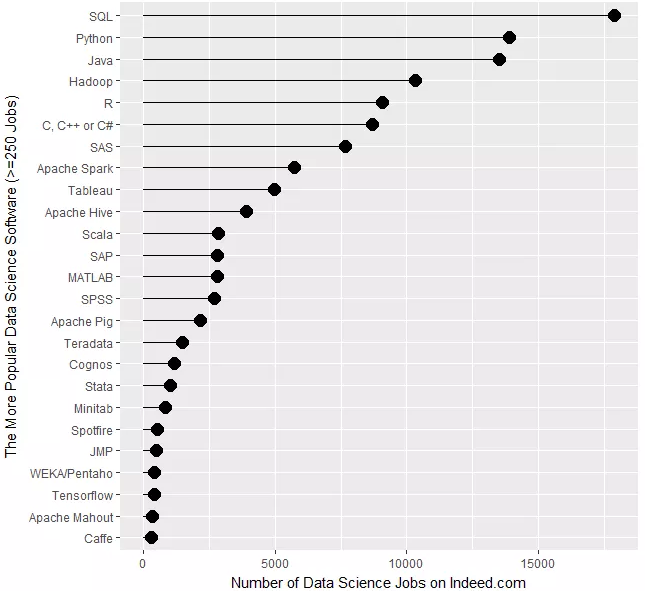 The More Popular Data Science Software (>=250 Jobs)
SQL
Python
Java
Hadoop
R
C, C++ or C#
SAS
Apache Spark
Tableau
Apache Hive
Scala
SAP
MATLAB
SPSS
Apache Pig
Teradata
Cognos
Stata
Minitab
Spotfire
JMP
WEKA/Pentaho
Tensorflow
Apache Mahout
Caffe
0 5000 10000 15000
Number of Data Science Jobs on Indeed.com